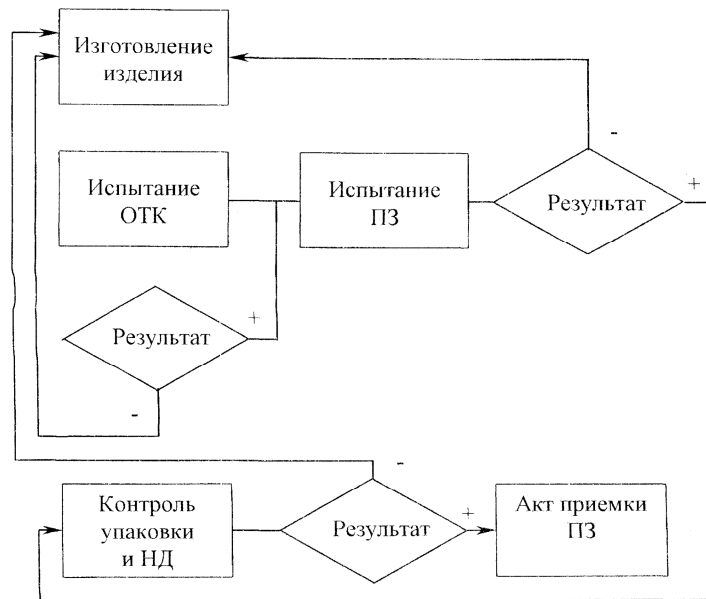 Изготовление
изделия
-
+
Испытание
ОТК
Испытание
ПЗ
Результат
+
Результат
-
-
Контроль
упаковки
и НД
Результат
+
Акт приемки
ПЗ